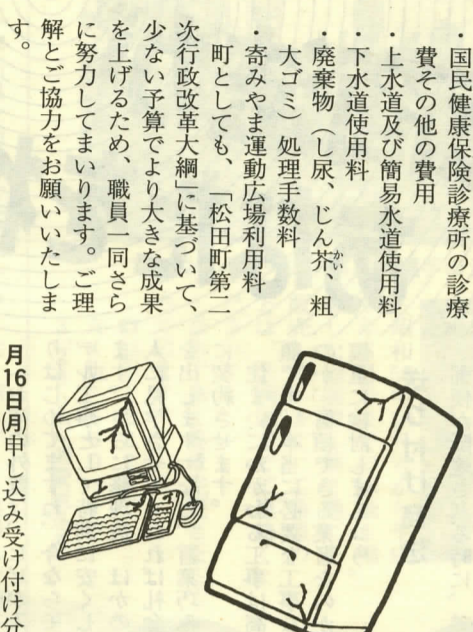 ・国民健康保険診療所の診療
費その他の費用
・上水道及び簡易水道使用料
・下水道使用料
・廃棄物（し尿、じん芥、粗
かい
大ゴミ）処理手数料
・寄みやま運動広場利用料
町としても、「松田町第二
次行政改革大綱」に基づいて、
少ない予算でより大きな成果
を上げるため、職員一同さら
に努力してまいります。ご理
解とご協力をお願いいたしま
す。
月16日(月)申し込み受け付け分